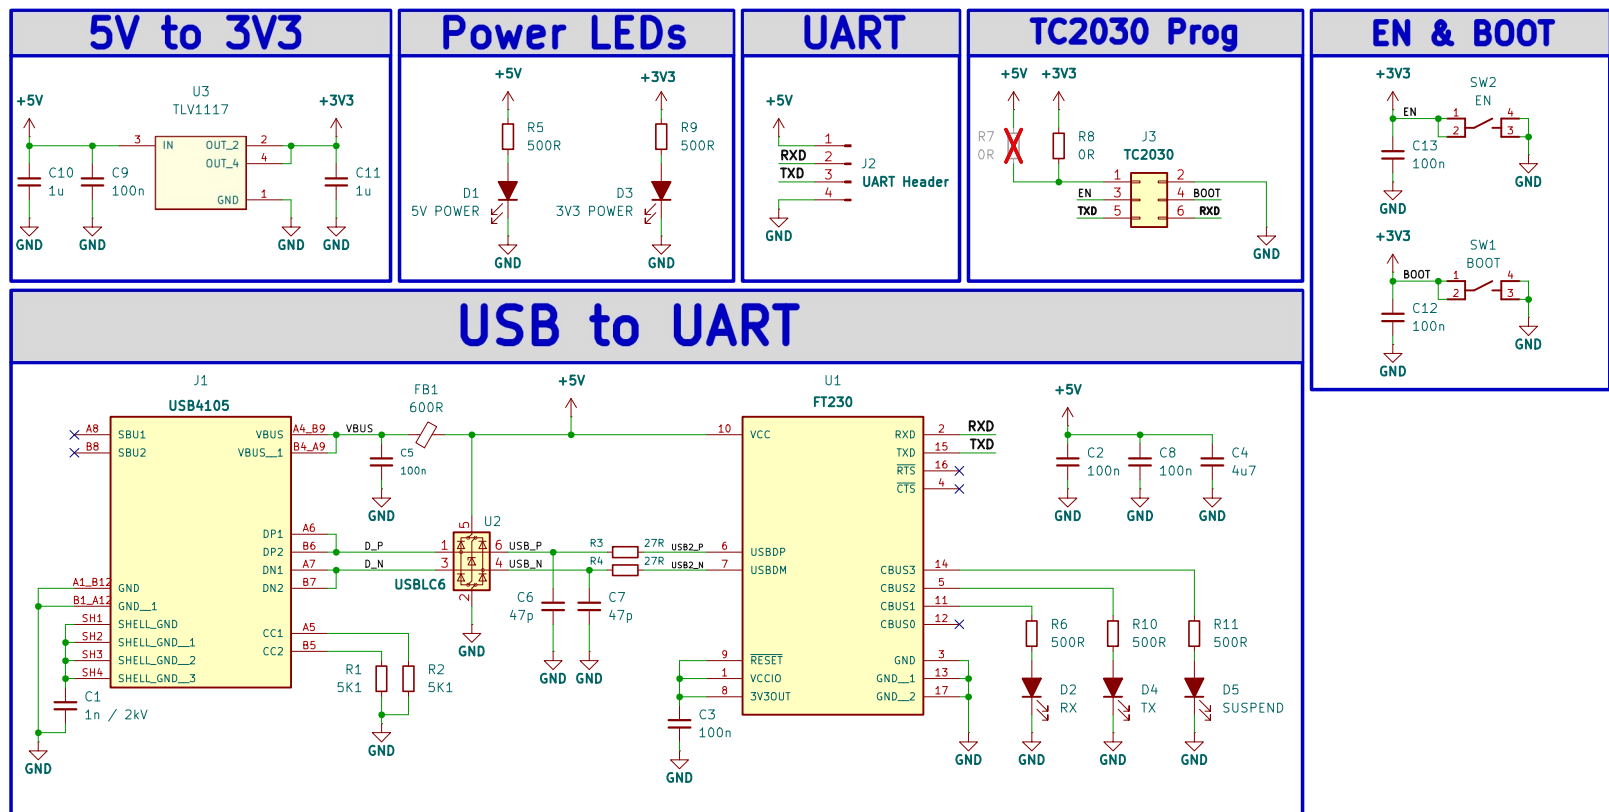 5V to 3V3
+5V
U3
TLV1117
+3V3
3
IN
OUT_2
2
OUT_4
4
GND
1
C10
1u
C9
100n
C11
1u
GND
GND
GND
GND
Power LEDs
+5V
+3V3
R5
500R
R9
500R
D1
5V POWER
D3
3V3 POWER
GND
GND
UART
+5V
1
RXD
2
TXD
3
4
J2
UART Header
GND
TC2030 Prog
+5V
+3V3
R7
0R
R8
0R
J3
TC2030
1
2
EN
3
4
BOOT
TXD
5
6
RXD
GND
EN & BOOT
+3V3
SW2
EN
EN
1
2
4
3
C13
100n
GND
GND
+3V3
SW1
BOOT
BOOT
1
2
4
3
C12
100n
GND
GND
USB to UART
J1
USB4105
A8
SBU1
B8
SBU2
VBUS
A4_B9
VBUS
VBUS__1
B4_A9
DP1
A6
DP2
B6
D_P
DN1
A7
D_N
DN2
B7
A1_B12
GND
B1_A12
GND__1
SH1
SHELL_GND
SH2
SHELL_GND__1
SH3
SHELL_GND__2
SH4
SHELL_GND__3
CC1
A5
CC2
B5
C1
1n / 2kV
GND
R1
5K1
R2
5K1
GND
FB1
600R
C5
100n
GND
+5V
U2
5
1
6
3
4
2
USBLC6
USB_P
USB_N
GND
R3
27R
R4
27R
USB2_P
USB2_N
C6
47p
C7
47p
GND
GND
U1
FT230
10
VCC
6
USBDP
7
USBDM
9
RESET
1
VCCIO
8
3V3OUT
C3
100n
GND
RXD
2
RXD
TXD
15
TXD
RTS
16
CTS
4
CBUS3
14
CBUS2
5
CBUS1
11
CBUS0
12
GND
3
GND__1
13
GND__2
17
GND
+5V
C2
100n
C8
100n
C4
4u7
GND
GND
GND
R6
500R
R10
500R
R11
500R
D2
RX
D4
TX
D5
SUSPEND
GND
GND
GND